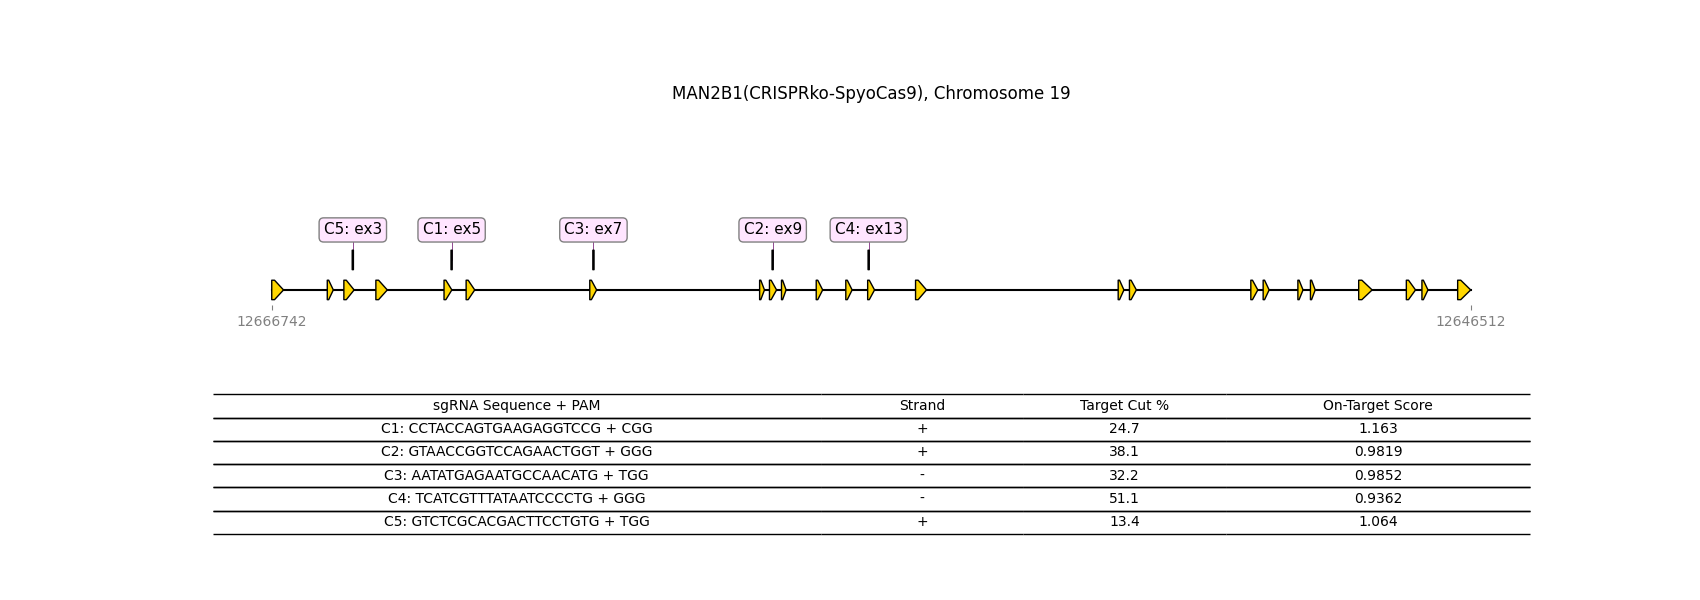 MAN2B1(CRISPRko-SpyoCas9), Chromosome 19
C5: ex3 C1: ex5 C3: ex7 C2: ex9 C4: ex13
12666742 12646512
sgRNA Sequence + PAM Strand Target Cut % On-Target Score
C1: CCTACCAGTGAAGAGGTCCG + CGG + 24.7 1.163
C2: GTAACCGGTCCAGAACTGGT + GGG + 38.1 0.9819
C3: AATATGAGAATGCCAACATG + TGG - 32.2 0.9852
C4: TCATCGTTTATAATCCCCTG + GGG - 51.1 0.9362
C5: GTCTCGCACGACTTCCTGTG + TGG + 13.4 1.064